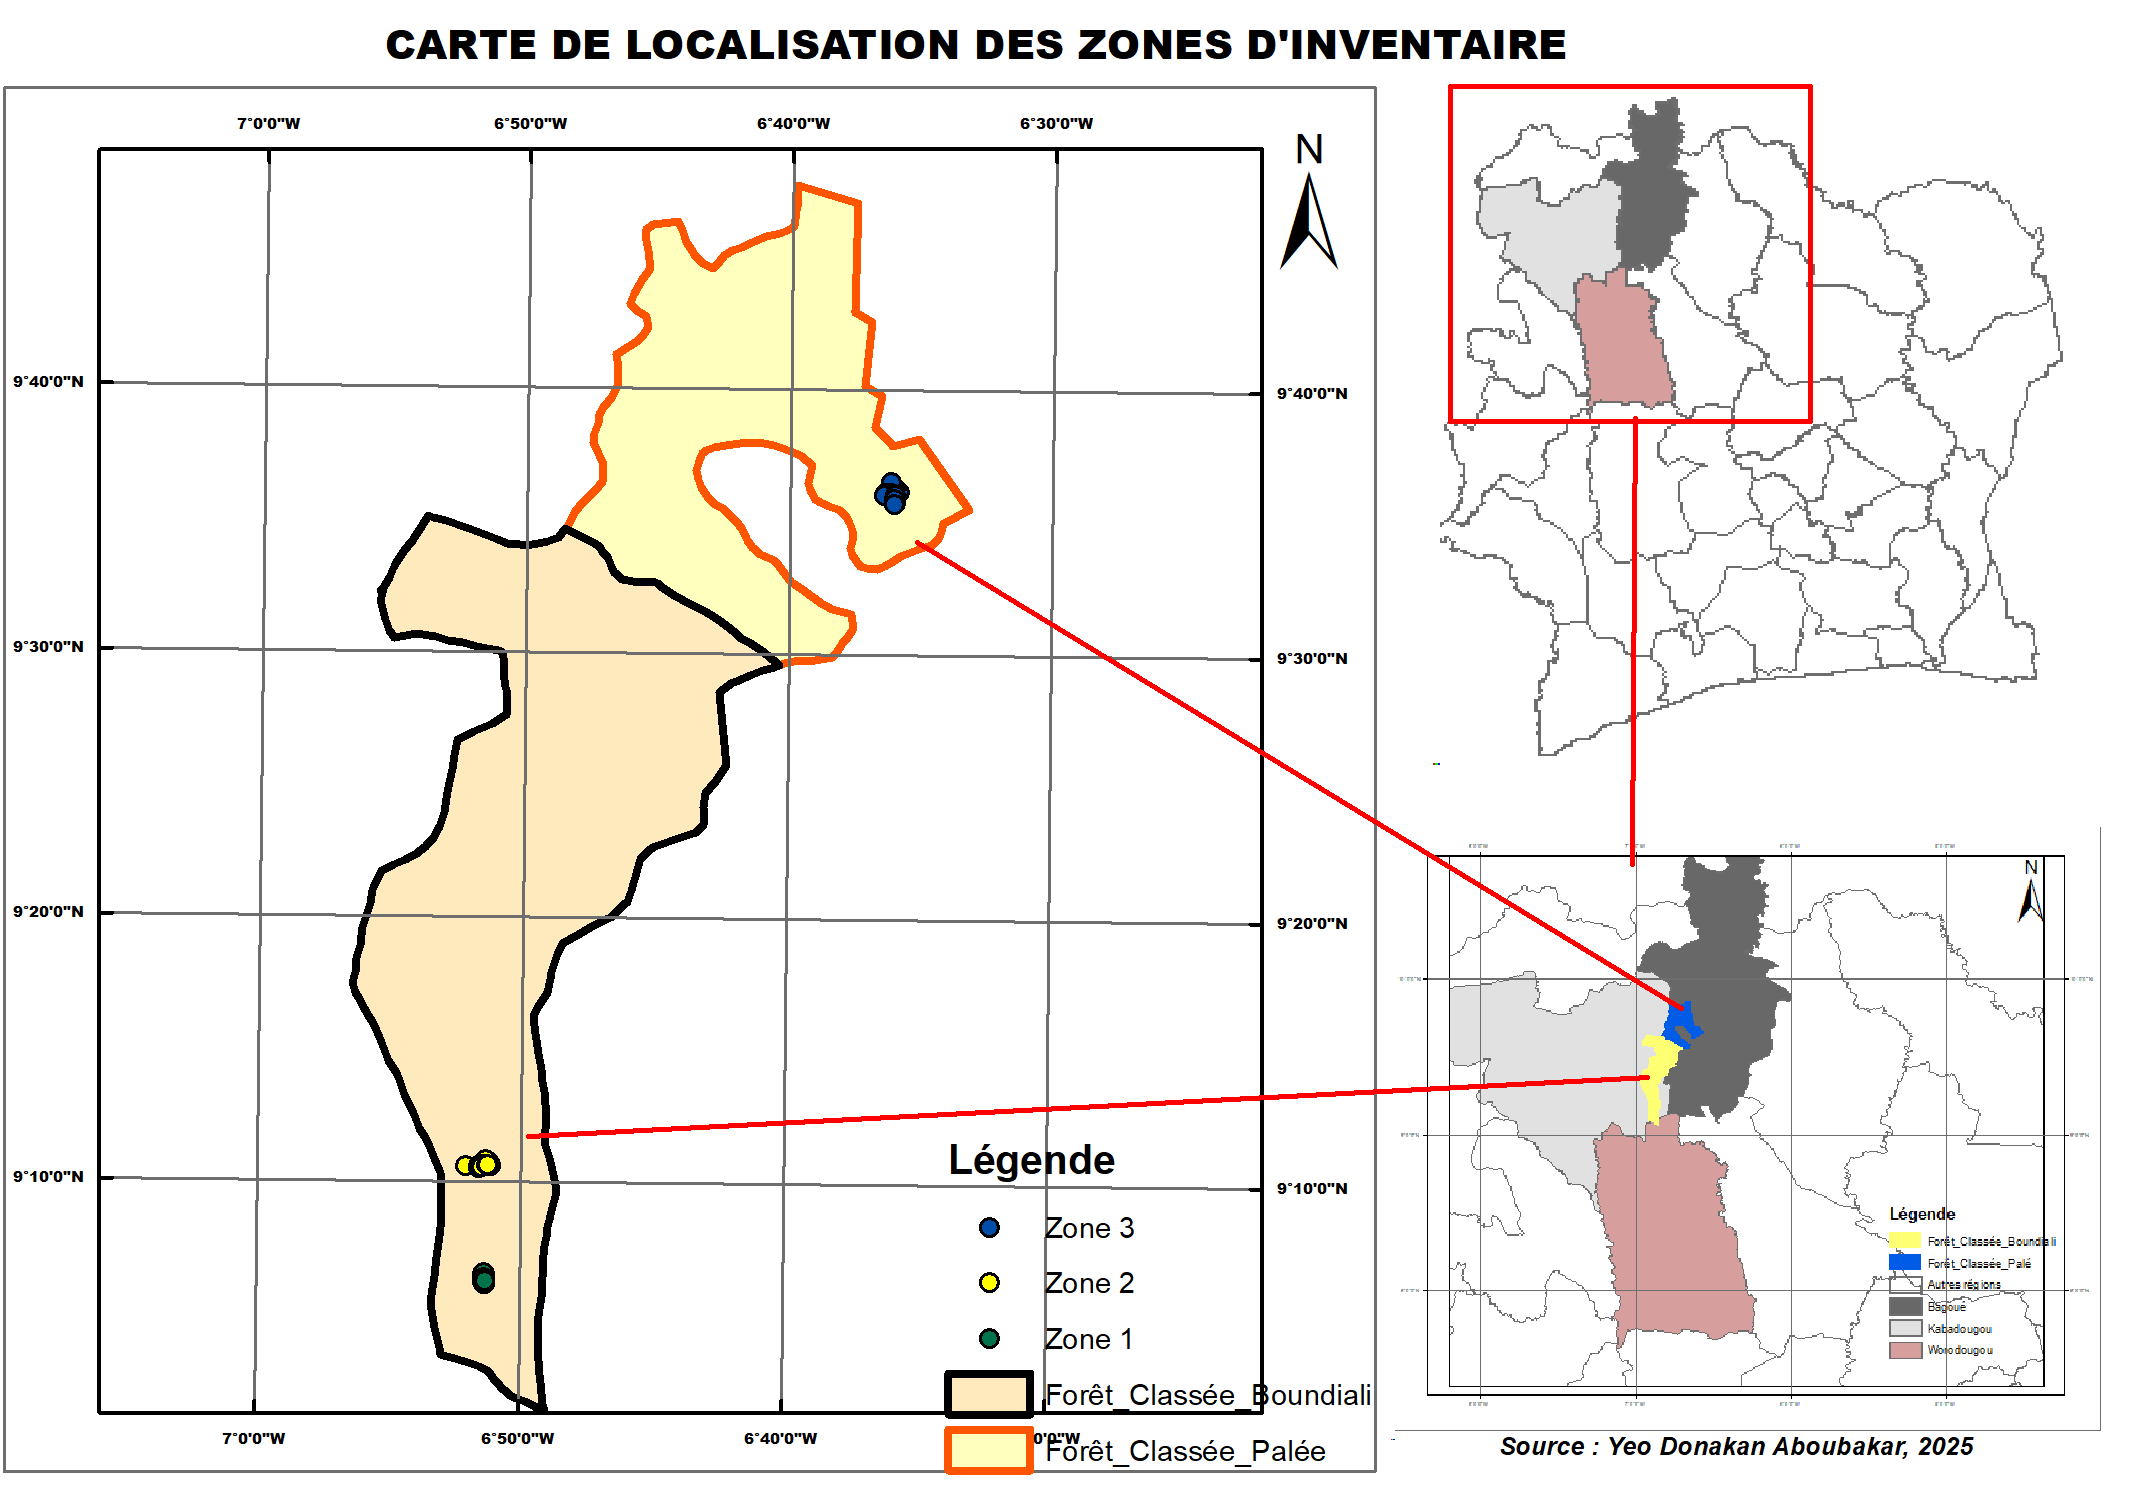 CARTE DE LOCALISATION DES ZONES D'INVENTAIRE
7°0'0"W
6°50'0"W
6°40'0"W
6°30'0"W
N
9°40'0"N
9°40'0"N
9°30'0"N
9°30'0"N
9°20'0"N
9°20'0"N
9°10'0"N
9°10'0"N
Légende
Zone 3
Zone 2
Zone 1
Forêt_Classée_Boundiali
Forêt_Classée_Palée
7°0'0"W
6°50'0"W
6°40'0"W
0'0"W
N
Légende
Forêt_Classée_Boundiali
Forêt_Classée_Palé
Autres régions
Bagoué
Kabadougou
Worodougou
Source : Yeo Donakan Aboubakar, 2025